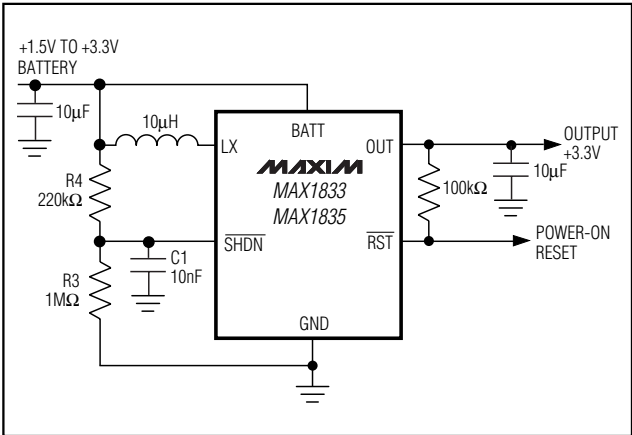 +1.5V TO +3.3V
BATTERY
10µF
10µH
LX
BATT
OUT
OUTPUT
+3.3V
MAXIM
MAX1833
MAX1835
R4
220kΩ
100kΩ
10µF
SHDN
RST
POWER-ON
RESET
C1
10nF
R3
1MΩ
GND